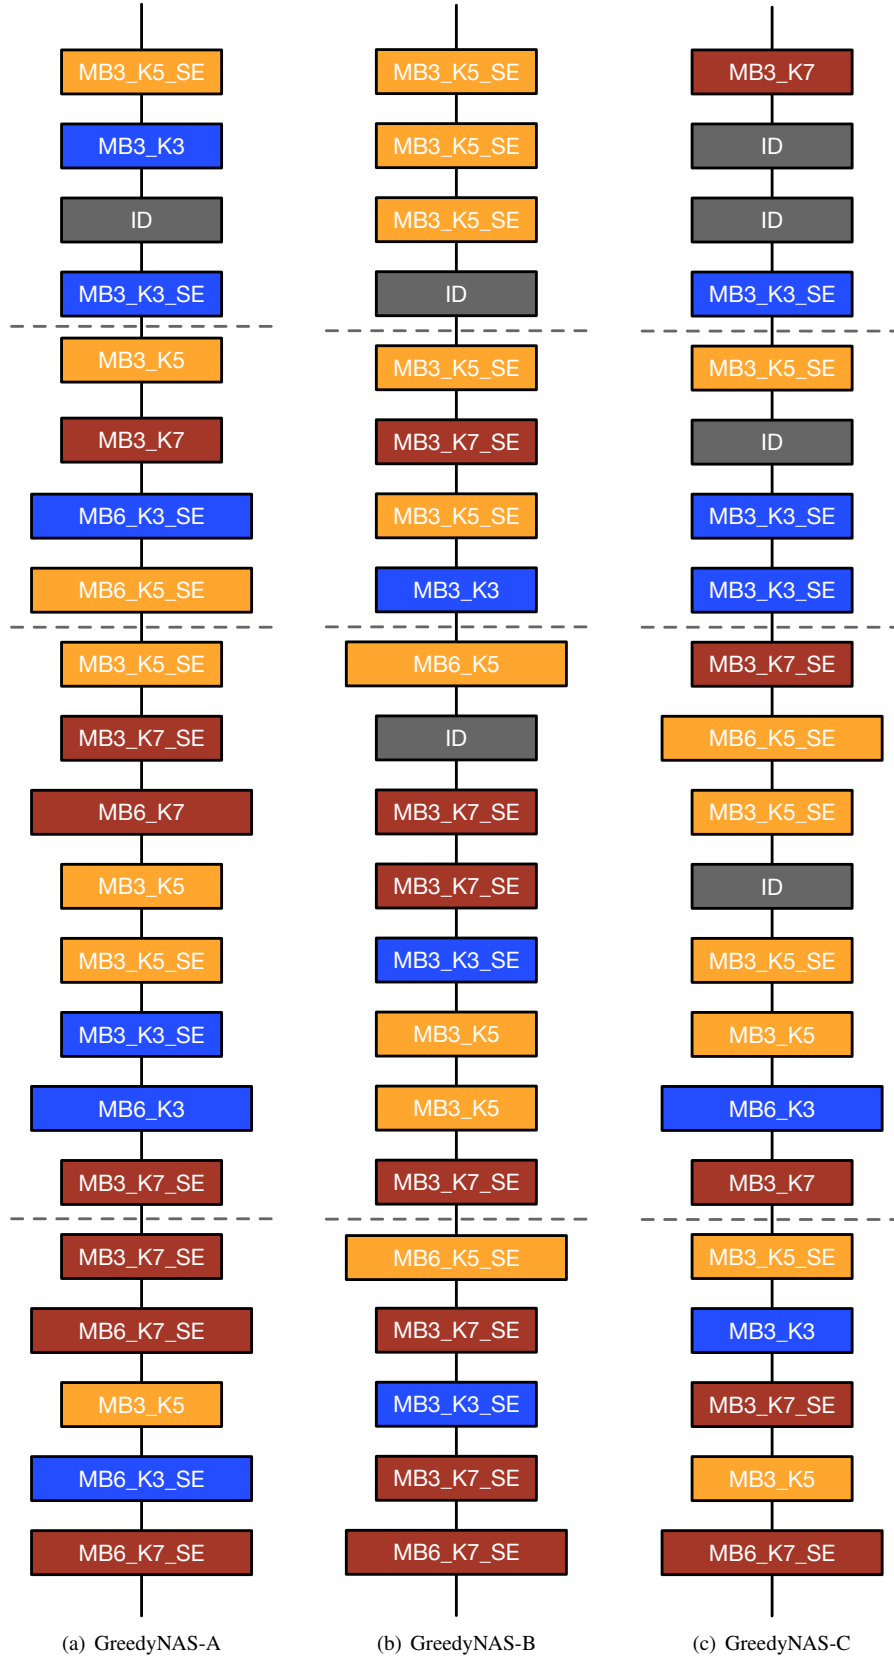 MB3_K5_SE
MB3_K3
ID
MB3_K3_SE
MB3_K5
MB3_K7
MB6_K3_SE
MB6_K5_SE
MB3_K5_SE
MB3_K7_SE
MB6_K7
MB3_K5
MB3_K5_SE
MB3_K3_SE
MB6_K3
MB3_K7_SE
MB3_K7_SE
MB6_K7_SE
MB3_K5
MB6_K3_SE
MB6_K7_SE
(a) GreedyNAS-A
MB3_K5_SE
MB3_K5_SE
MB3_K5_SE
ID
MB3_K5_SE
MB3_K7_SE
MB3_K5_SE
MB3_K3
MB6_K5
ID
MB3_K7_SE
MB3_K7_SE
MB3_K3_SE
MB3_K5
MB3_K5
MB3_K7_SE
MB6_K5_SE
MB3_K7_SE
MB3_K3_SE
MB3_K7_SE
MB6_K7_SE
(b) GreedyNAS-B
MB3_K7
ID
ID
MB3_K3_SE
MB3_K5_SE
ID
MB3_K3_SE
MB3_K3_SE
MB3_K7_SE
MB6_K5_SE
MB3_K5_SE
ID
MB3_K5_SE
MB3_K5
MB6_K3
MB3_K7
MB3_K5_SE
MB3_K3
MB3_K7_SE
MB3_K5
MB6_K7_SE
(c) GreedyNAS-C